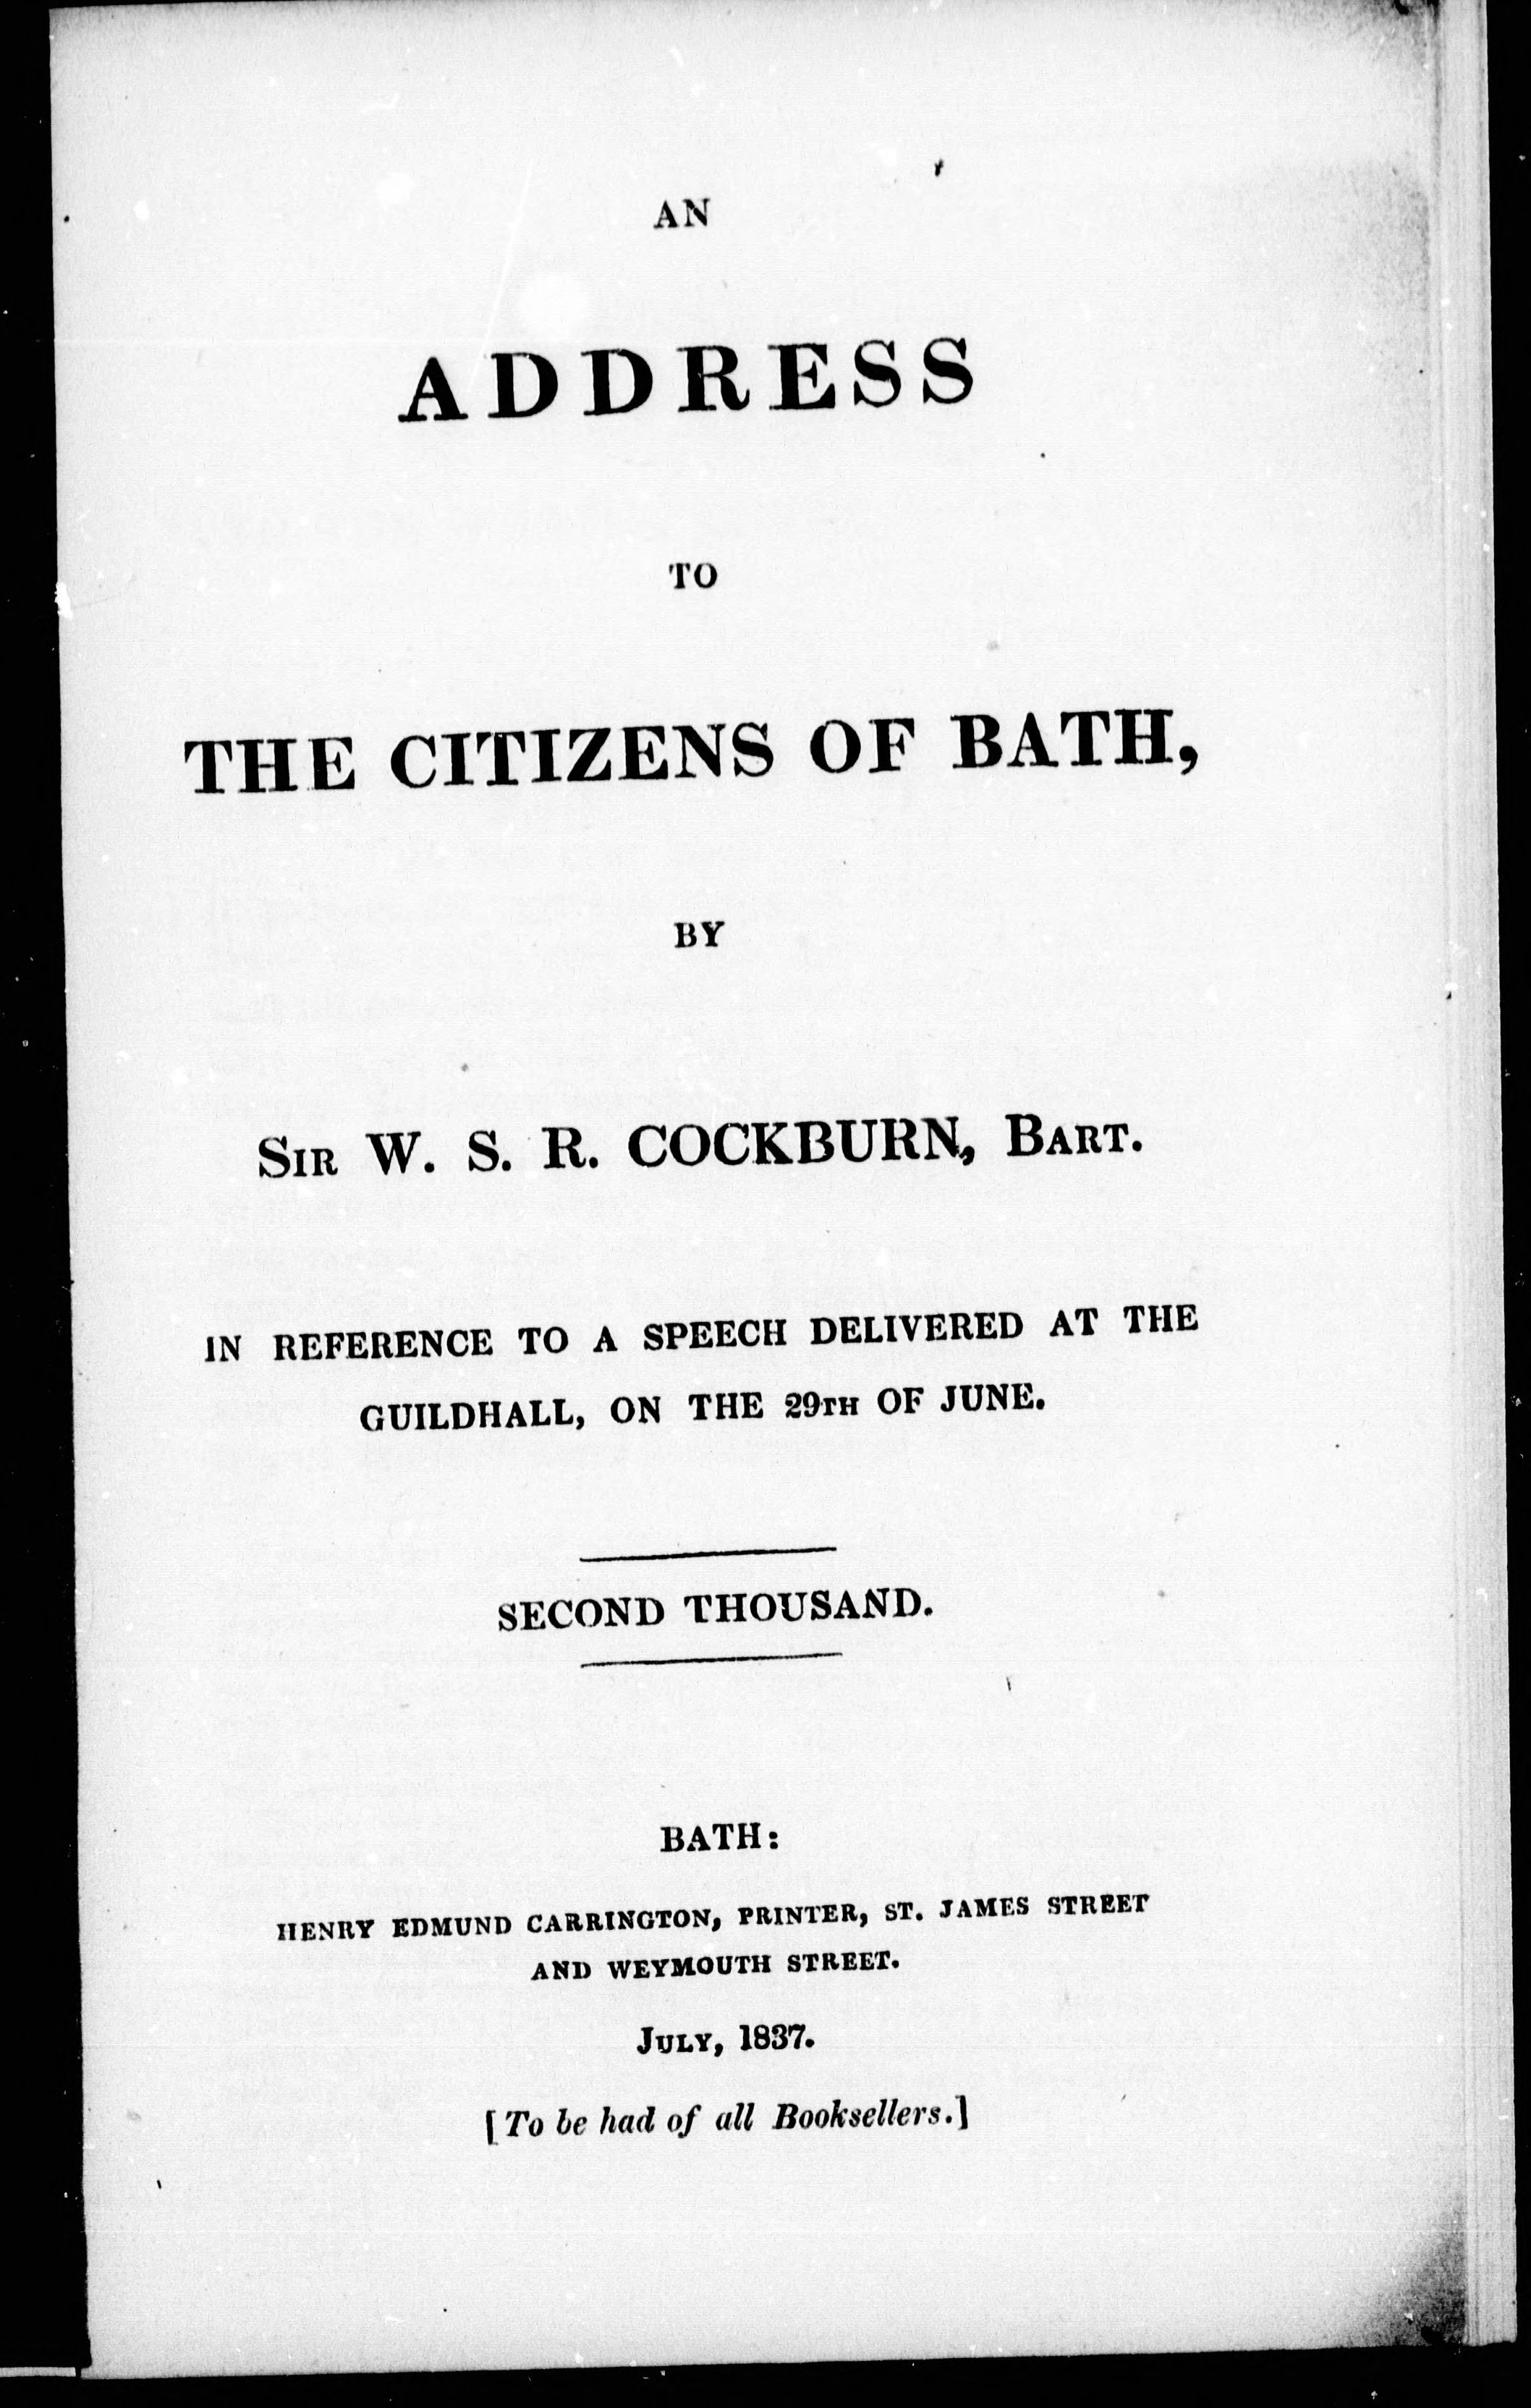 AN
ADDRESS
TO
THE CITIZENS OF BATH,
BY
SIR W. S. R. COCKBURN, BART.
IN REFERENCE TO A SPEECH DELIVERED AT THE
GUILDHALL, ON THE 29TH OF JUNE.
SECOND THOUSAND.
BATH:
HENRY EDMUND CARRINGTON, PRINTER, ST. JAMES STREET
AND WEYMOUTH STREET.
JULY, 1837.
[To be had of all Booksellers.]